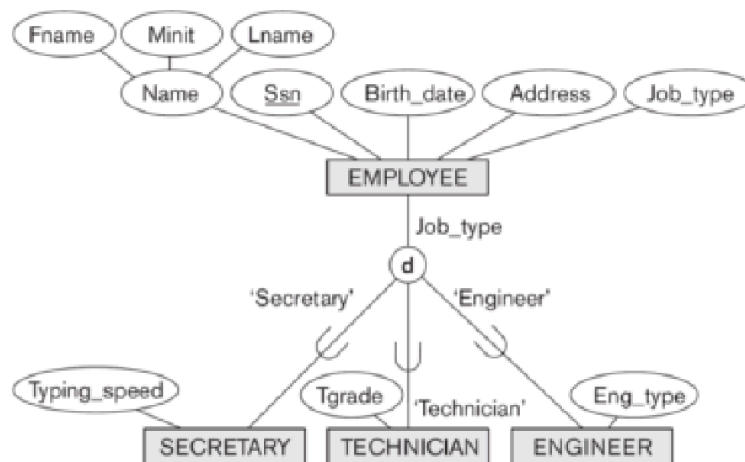 Fname Minit Lname
Name Ssn Birth_date Address Job_type
EMPLOYEE
Job_type
d
'Secretary' 'Engineer'
Typing_speed Tgrade 'Technician' Eng_type
SECRETARY TECHNICIAN ENGINEER